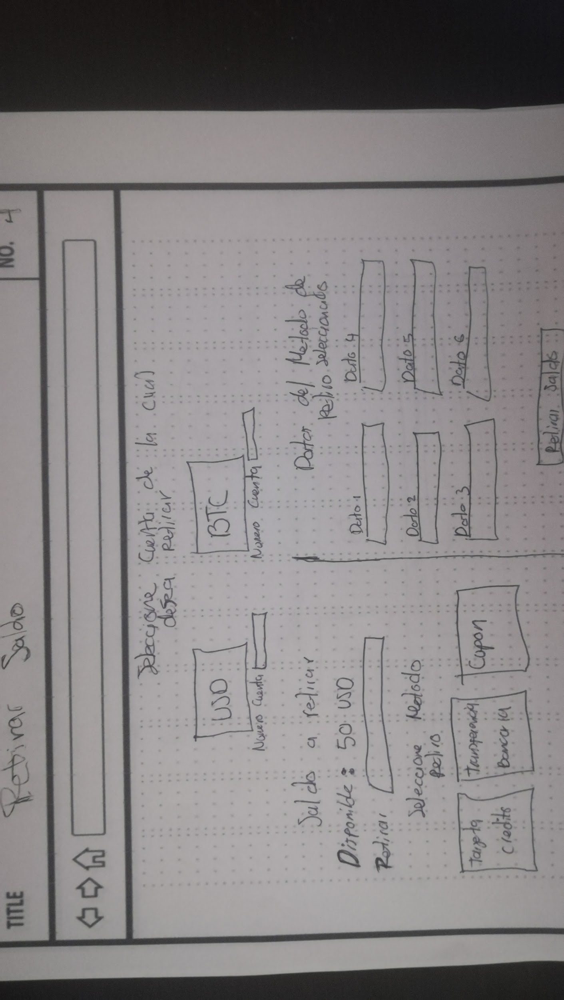 TITLE Retirar Saldo NO. 4
Seleccione Cuenta de la cual
desea retirar
USD BTC
Numero Cuenta Numero Cuenta
Saldo a retirar
Disponible: 50 USD
Retirar
Seleccione Metodo
Retiro
Tarjeta
Credito
Transferencia
Bancaria
Cupon
Datos del Metodo de
Retiro seleccionado
Dato 1 Dato 4
Dato 2 Dato 5
Dato 3 Dato 6
Retirar Saldo